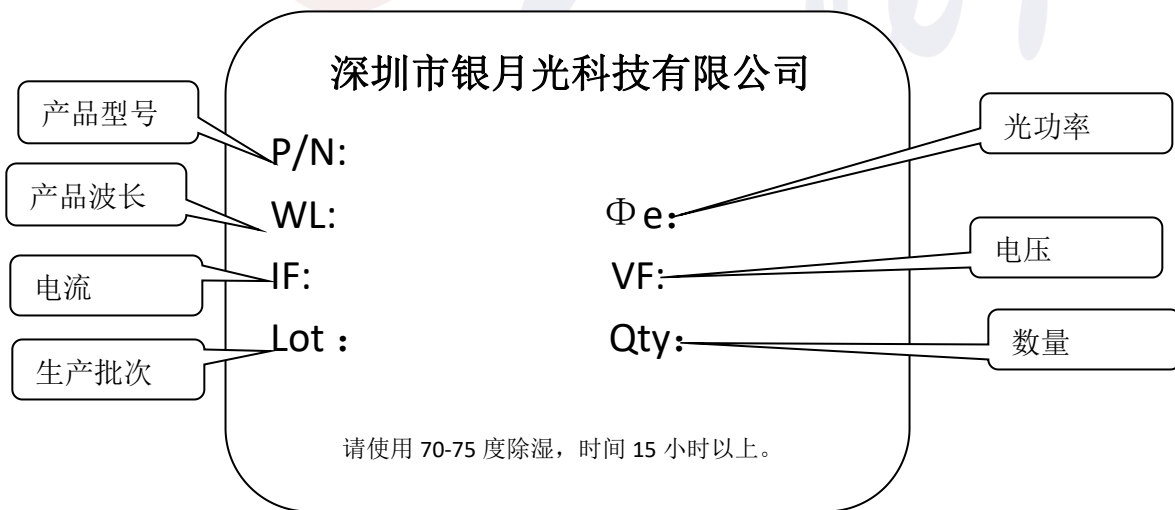 深圳市银月光科技有限公司
产品型号
P/N:
光功率
产品波长
WL:
Φe:
电流
IF:
VF:
电压
生产批次
Lot：
Qty:
数量
请使用 70-75 度除湿，时间 15 小时以上。